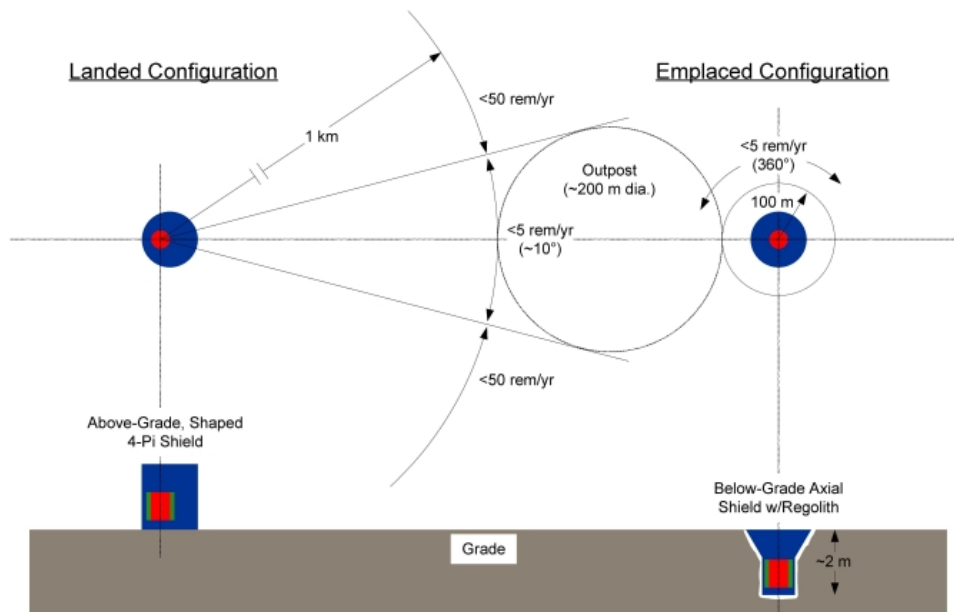 Landed Configuration
Emplaced Configuration
<50 rem/yr
1 km
<5 rem/yr
(360°)
Outpost
(~200 m dia.)
100 m
<5 rem/yr
(~10°)
<50 rem/yr
Above-Grade, Shaped
4-Pi Shield
Below-Grade Axial
Shield w/Regolith
Grade
~2 m